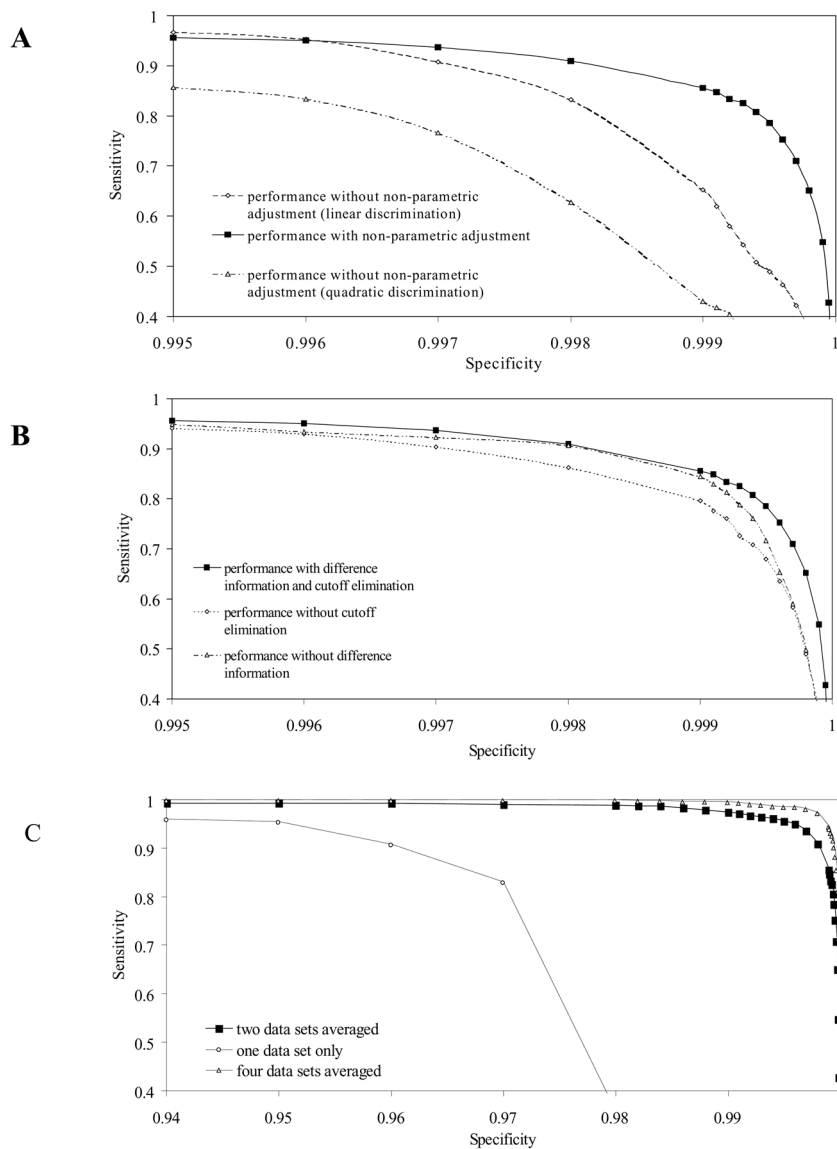 A
1
0.9
0.8
0.7
0.6
0.5
0.4
Sensitivity
performance without non-parametric
adjustment (linear discrimination)
performance with non-parametric adjustment
performance without non-parametric
adjustment (quadratic discrimination)
0.995 0.996 0.997 0.998 0.999 1
Specificity
B
1
0.9
0.8
0.7
0.6
0.5
0.4
Sensitivity
performance with difference
information and cutoff elimination
performance without cutoff
elimination
peformance without difference
information
0.995 0.996 0.997 0.998 0.999 1
Specificity
C
1
0.9
0.8
0.7
0.6
0.5
0.4
Sensitivity
two data sets averaged
one data set only
four data sets averaged
0.94 0.95 0.96 0.97 0.98 0.99
Specificity